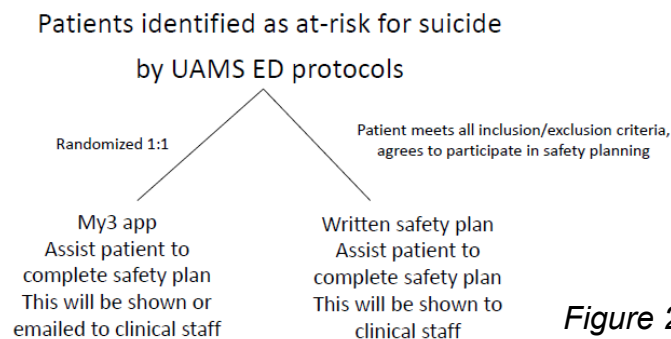 Patients identified as at-risk for suicide
by UAMS ED protocols
Randomized 1:1
Patient meets all inclusion/exclusion criteria,
agrees to participate in safety planning
My3 app
Assist patient to
complete safety plan
This will be shown or
emailed to clinical staff
Written safety plan
Assist patient to
complete safety plan
This will be shown to
clinical staff
Figure 2